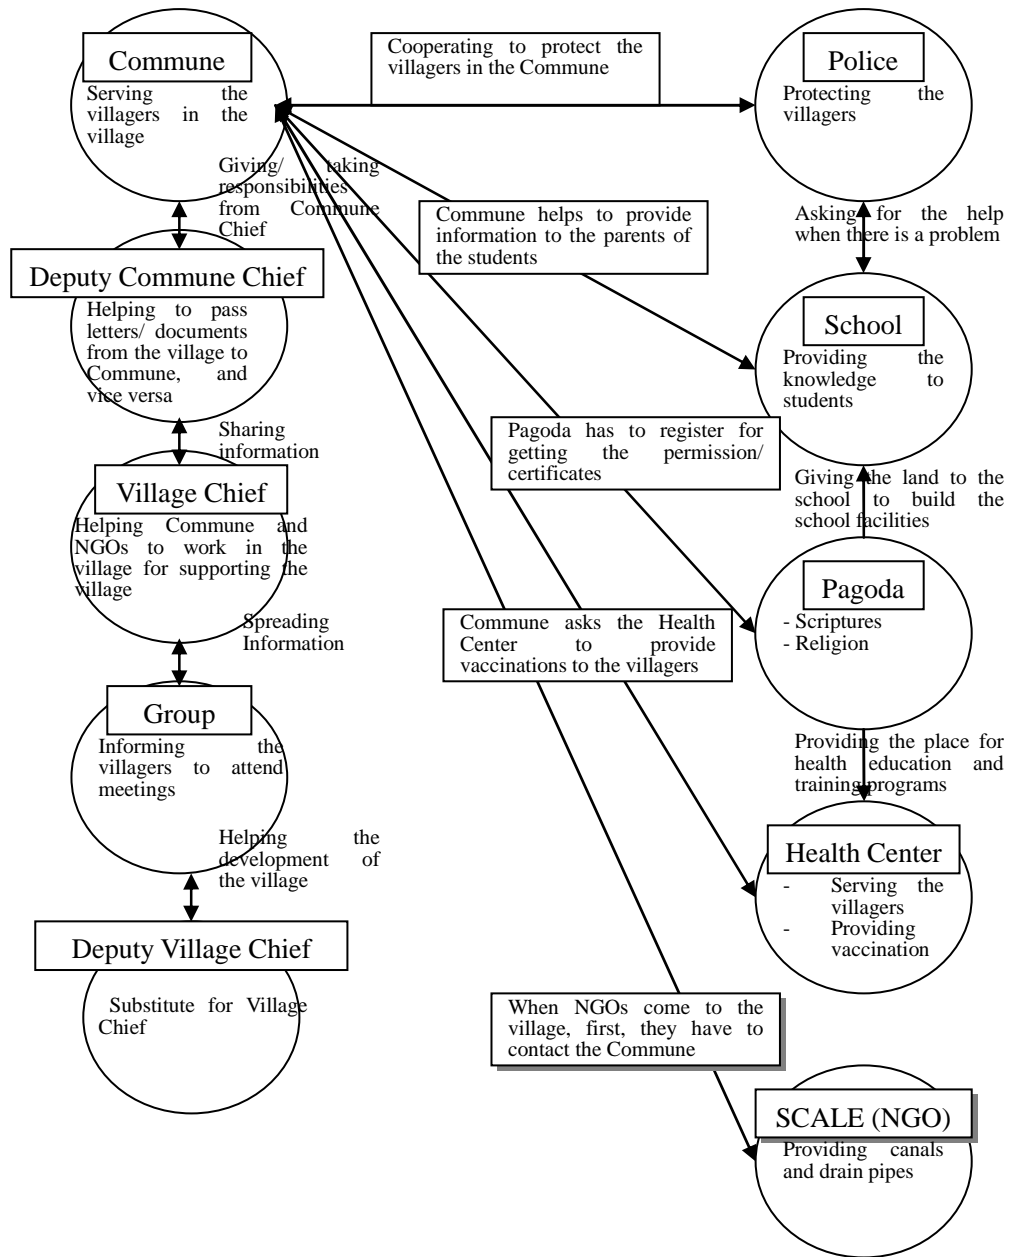 Commune
Serving the
villagers in the
village
Cooperating to protect the
villagers in the Commune
Police
Protecting the
villagers
Giving/ taking
responsibilities
from Commune
Chief
Commune helps to provide
information to the parents of
the students
Asking for the help
when there is a problem
Deputy Commune Chief
Helping to pass
letters/ documents
from the village to
Commune, and
vice versa
School
Providing the
knowledge to
students
Sharing
information
Pagoda has to register for
getting the permission/
certificates
Giving the land to the
school to build the
school facilities
Village Chief
Helping Commune and
NGOs to work in the
village for supporting the
village
Pagoda
- Scriptures
- Religion
Spreading
Information
Commune asks the Health
Center to provide
vaccinations to the villagers
Group
Informing the
villagers to attend
meetings
Providing the place for
health education and
training programs
Helping the
development of
the village
Health Center
- Serving the
villagers
- Providing
vaccination
Deputy Village Chief
Substitute for Village
Chief
When NGOs come to the
village, first, they have to
contact the Commune
SCALE (NGO)
Providing canals
and drain pipes